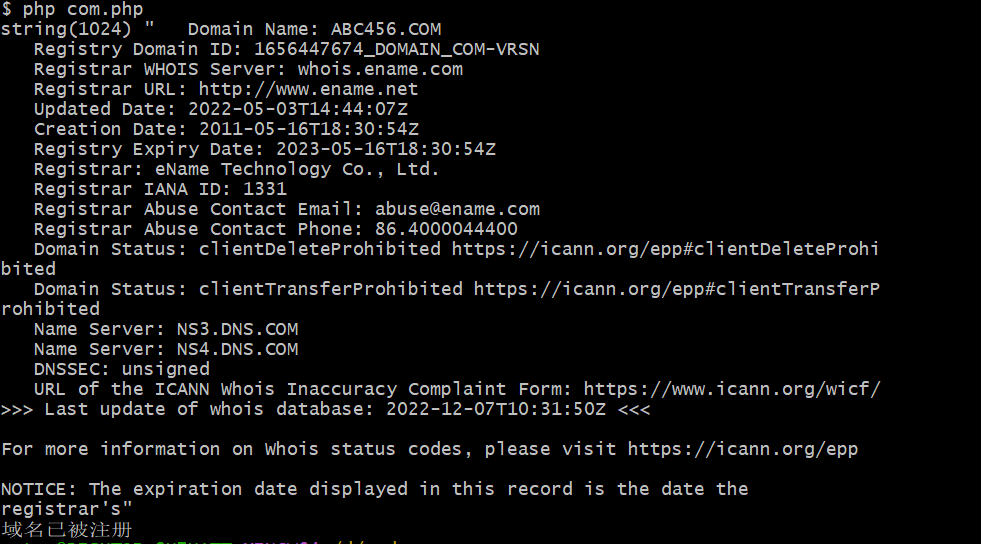 $ php com.php
string(1024) "   Domain Name: ABC456.COM
   Registry Domain ID: 1656447674_DOMAIN_COM-VRSN
   Registrar WHOIS Server: whois.ename.com
   Registrar URL: http://www.ename.net
   Updated Date: 2022-05-03T14:44:07Z
   Creation Date: 2011-05-16T18:30:54Z
   Registry Expiry Date: 2023-05-16T18:30:54Z
   Registrar: eName Technology Co., Ltd.
   Registrar IANA ID: 1331
   Registrar Abuse Contact Email: abuse@ename.com
   Registrar Abuse Contact Phone: 86.4000044400
   Domain Status: clientDeleteProhibited https://icann.org/epp#clientDeleteProhi
bited
   Domain Status: clientTransferProhibited https://icann.org/epp#clientTransferP
rohibited
   Name Server: NS3.DNS.COM
   Name Server: NS4.DNS.COM
   DNSSEC: unsigned
   URL of the ICANN Whois Inaccuracy Complaint Form: https://www.icann.org/wicf/
>>> Last update of whois database: 2022-12-07T10:31:50Z <<<

For more information on Whois status codes, please visit https://icann.org/epp

NOTICE: The expiration date displayed in this record is the date the
registrar's"
域名已被注册